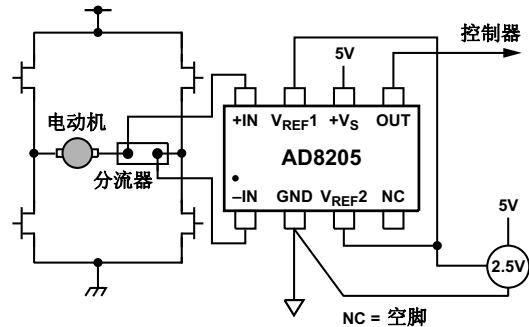 控制器
5V
+IN VREF1 +VS OUT
电动机
AD8205
分流器
–IN GND VREF2 NC
5V
2.5V
NC = 空脚